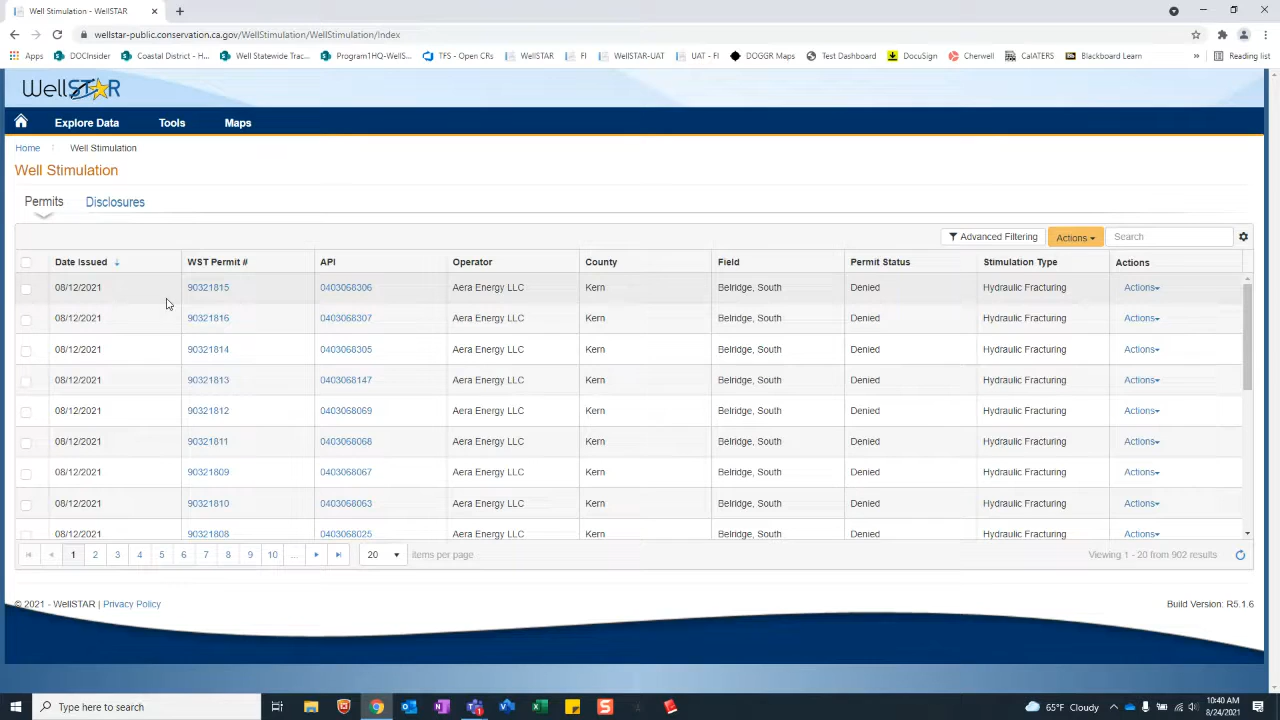 Well Stimulation - WellSTAR
wellstar-public.conservation.ca.gov/WellStimulation/WellStimulation/Index
Apps DOCInsider Coastal District - H... Well Statewide Trac... Program1HQ-WellS... TFS - Open CRs WellSTAR FI WellSTAR-UAT UAT - FI DOGGR Maps Test Dashboard DocuSign Cherwell CalATERS Blackboard Learn » Reading list
WellSTAR
Explore Data Tools Maps
Home Well Stimulation
Well Stimulation
Permits Disclosures
Advanced Filtering Actions Search
Date Issued WST Permit # API Operator County Field Permit Status Stimulation Type Actions
08/12/2021 90321815 0403068306 Aera Energy LLC Kern Belridge, South Denied Hydraulic Fracturing Actions
08/12/2021 90321816 0403068307 Aera Energy LLC Kern Belridge, South Denied Hydraulic Fracturing Actions
08/12/2021 90321814 0403068305 Aera Energy LLC Kern Belridge, South Denied Hydraulic Fracturing Actions
08/12/2021 90321813 0403068147 Aera Energy LLC Kern Belridge, South Denied Hydraulic Fracturing Actions
08/12/2021 90321812 0403068069 Aera Energy LLC Kern Belridge, South Denied Hydraulic Fracturing Actions
08/12/2021 90321811 0403068068 Aera Energy LLC Kern Belridge, South Denied Hydraulic Fracturing Actions
08/12/2021 90321809 0403068067 Aera Energy LLC Kern Belridge, South Denied Hydraulic Fracturing Actions
08/12/2021 90321810 0403068063 Aera Energy LLC Kern Belridge, South Denied Hydraulic Fracturing Actions
08/12/2021 90321808 0403068025 Aera Energy LLC Kern Belridge, South Denied Hydraulic Fracturing Actions
1 2 3 4 5 6 7 8 9 10 ... 20 items per page Viewing 1 - 20 from 902 results
© 2021 - WellSTAR | Privacy Policy Build Version: R5.1.6
Type here to search 65°F Cloudy 10:40 AM
8/24/2021